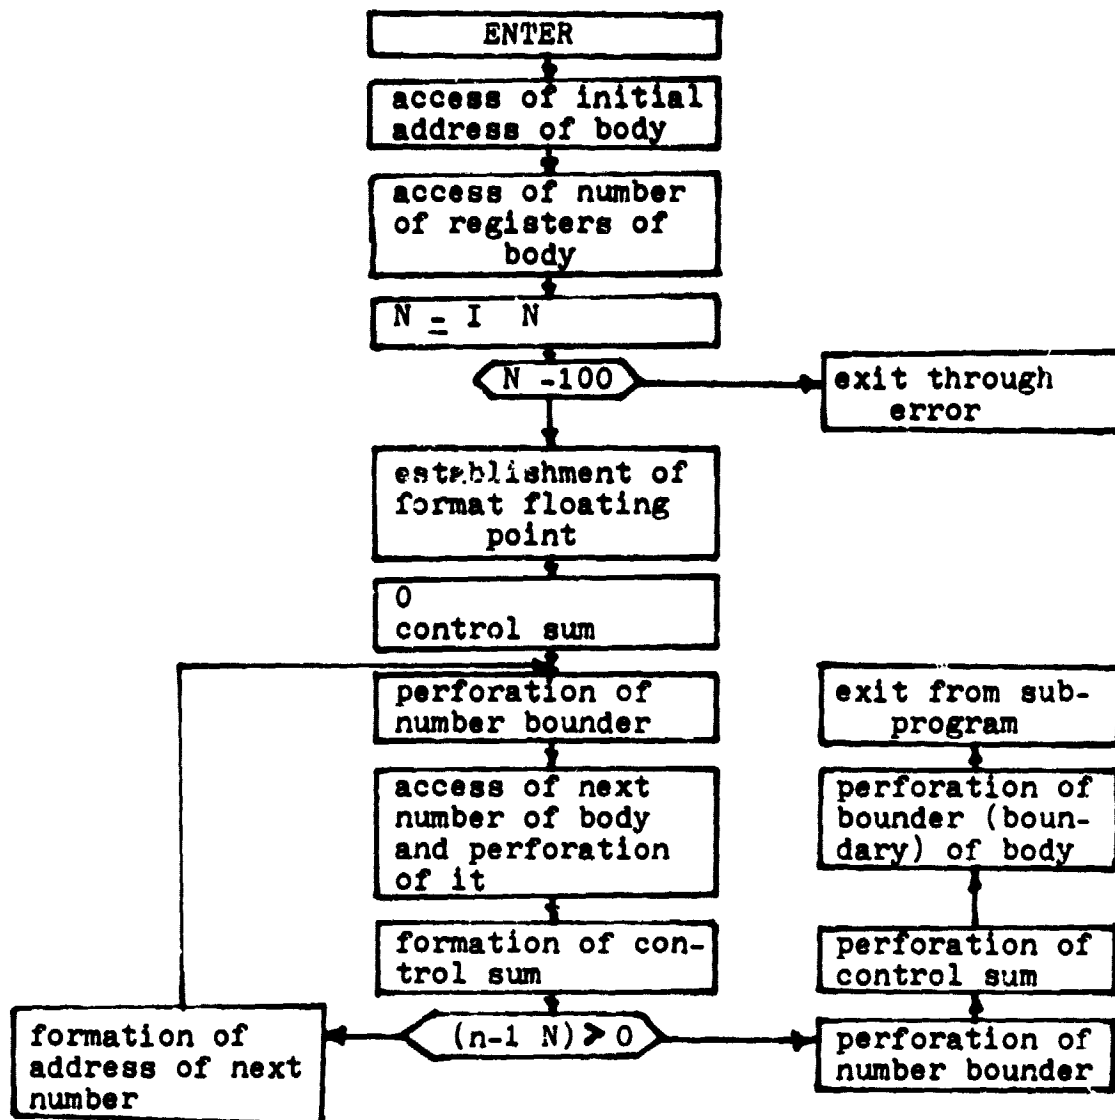 ENTER
access of initial
address of body
access of number
of registers of
body
N - I N
N -100
exit through
error
establishment of
format floating
point
0
control sum
perforation of
number bounder
exit from sub-
program
access of next
number of body
and perforation
of it
perforation of
bounder (boun-
dary) of body
formation of con-
trol sum
perforation of
control sum
formation of
address of next
number
(n-1 N) > 0
perforation of
number bounder